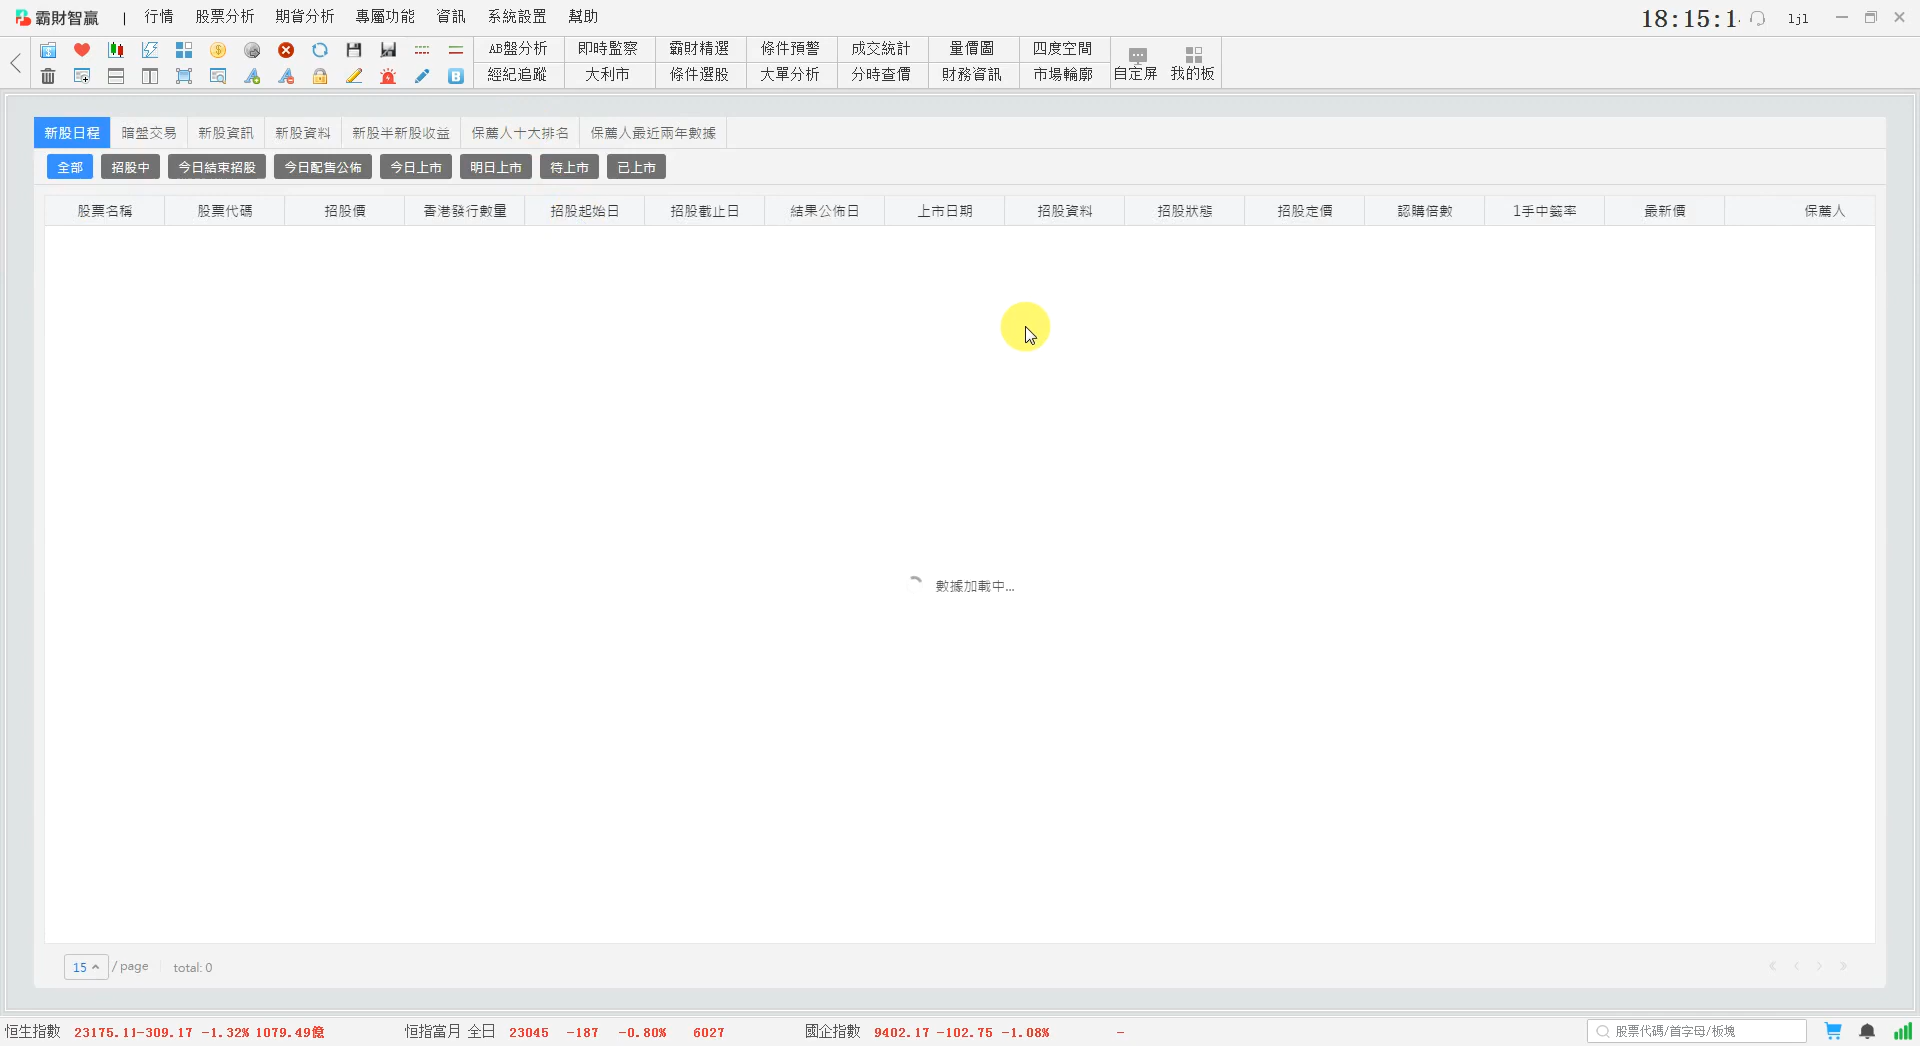 霸財智贏 | 行情 股票分析 期貨分析 專屬功能 資訊 系統設置 幫助 18:15:1 ljl
AB盤分析 即時監察 霸財精選 條件預警 成交統計 量價圖 四度空間
經紀追蹤 大利市 條件選股 大單分析 分時查價 財務資訊 市場輪廓 自定屏 我的板
新股日程 暗盤交易 新股資訊 新股資料 新股半新股收益 保薦人十大排名 保薦人最近兩年數據
全部 招股中 今日結束招股 今日配售公佈 今日上市 明日上市 待上市 已上市
股票名稱 股票代碼 招股價 香港發行數量 招股起始日 招股截止日 結果公佈日 上市日期 招股資料 招股狀態 招股定價 認購倍數 1手中籤率 最新價 保薦人
數據加載中...
15 / page total: 0
恒生指數 23175.11 -309.17 -1.32% 1079.49億 恒指當月 全日 23045 -187 -0.80% 6027 國企指數 9402.17 -102.75 -1.08% - 股票代碼/首字母/板塊